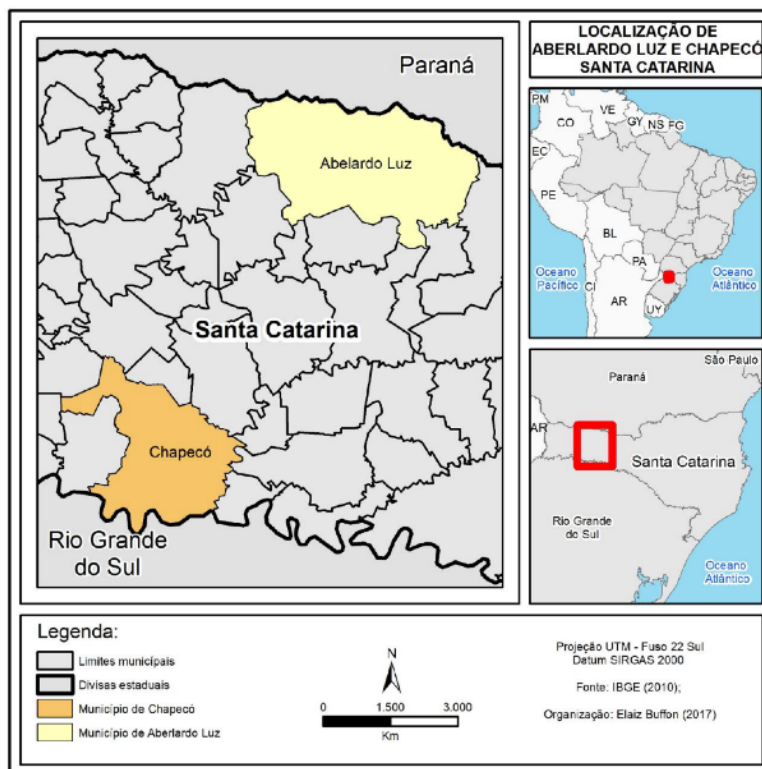 LOCALIZAÇÃO DE
ABERLARDO LUZ E CHAPECÓ
SANTA CATARINA
Paraná
Abelardo Luz
Santa Catarina
Chapecó
Rio Grande
do Sul
PM
VE
CO
GY
NS
FG
EC
PE
BL
PA
Oceano
Pacífico
CI
Oceano
Atlântico
AR
UY
São Paulo
Paraná
AR
Santa Catarina
Rio Grande
do Sul
Oceano
Atlântico
Legenda:
Limites municipais
Divisas estaduais
Município de Chapecó
Município de Aberlardo Luz
N
0 1.500 3.000
Km
Projeção UTM - Fuso 22 Sul
Datum SIRGAS 2000
Fonte: IBGE (2010);
Organização: Elaiz Buffon (2017)